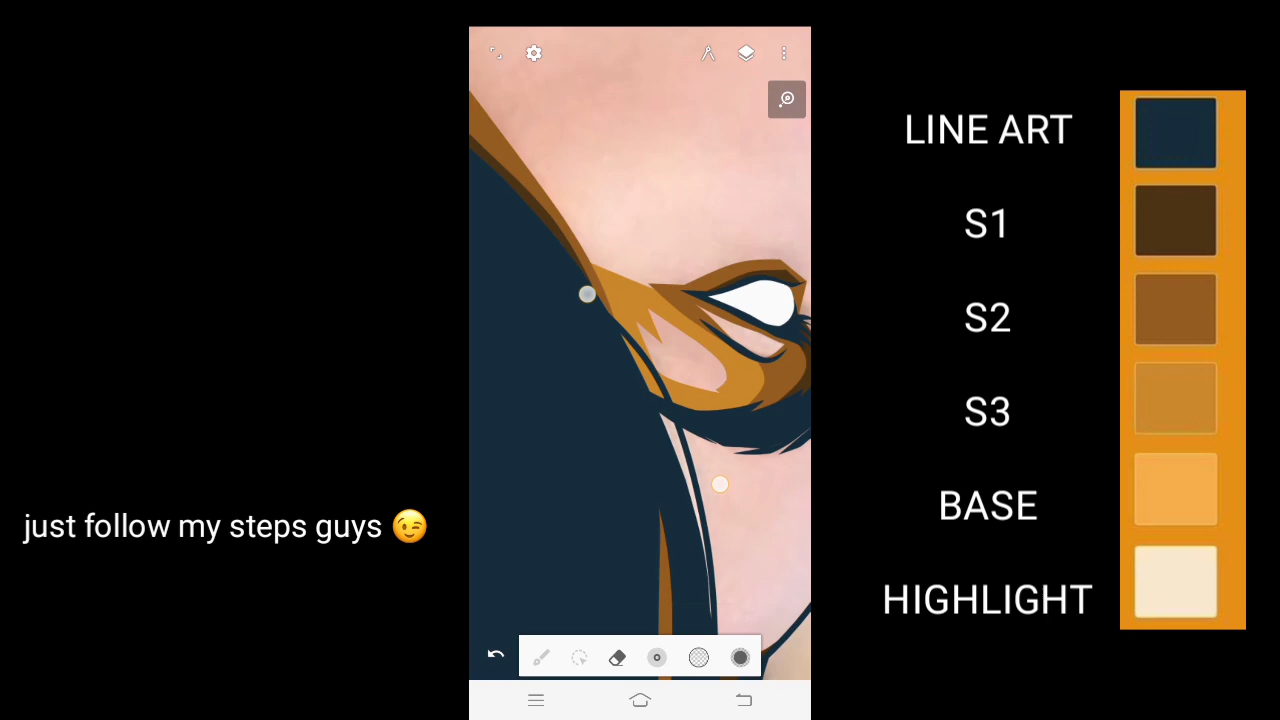 just follow my steps guys 😉
LINE ART
S1
S2
S3
BASE
HIGHLIGHT